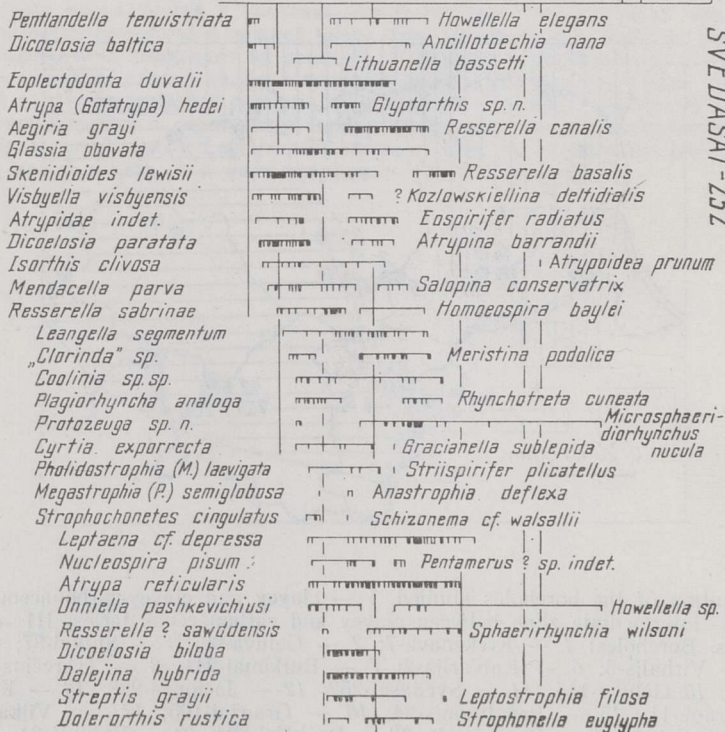 Pentlandella tenuistriata Howellella elegans
Dicoelosia baltica Ancillotoechia nana
Lithuanella bassetti
Eoplectodonta duvalii
Atrypa (Gotatrypa) hedei Glyptorthis sp. n.
Aegiria grayi Resserella canalis
Glassia obovata
Skenidioides lewisii Resserella basalis
Visbyella visbyensis ? Kozlowskiellina deltidialis
Atrypidae indet. Eospirifer radiatus
Dicoelosia paratata Atrypina barrandii
Isorthis clivosa Atrypoidea prunum
Mendacella parva Salopina conservatrix
Resserella sabrinae Homoeospira baylei
Leangella segmentum
„Clorinda" sp. Meristina podolica
Coolinia sp. sp.
Plagiorhyncha analoga Rhynchotreta cuneata
Protozeuga sp. n. Microsphaeri-
diorhynchus
nucula
Cyrtia exporrecta Gracianella sublepida
Pholidostrophia (M.) laevigata Striispirifer plicatellus
Megastrophia (P.) semiglobosa Anastrophia deflexa
Strophochonetes cingulatus Schizonema cf. walsallii
Leptaena cf. depressa
Nucleospira pisum Pentamerus ? sp. indet.
Atrypa reticularis
Onniella pashkevichiusi Howellella sp.
Resserella ? sawddensis Sphaerirhynchia wilsoni
Dicoelosia biloba
Dalejina hybrida
Streptis grayii Leptostrophia filosa
Dolerorthis rustica Strophonella euglypha
SVEDASAI-252